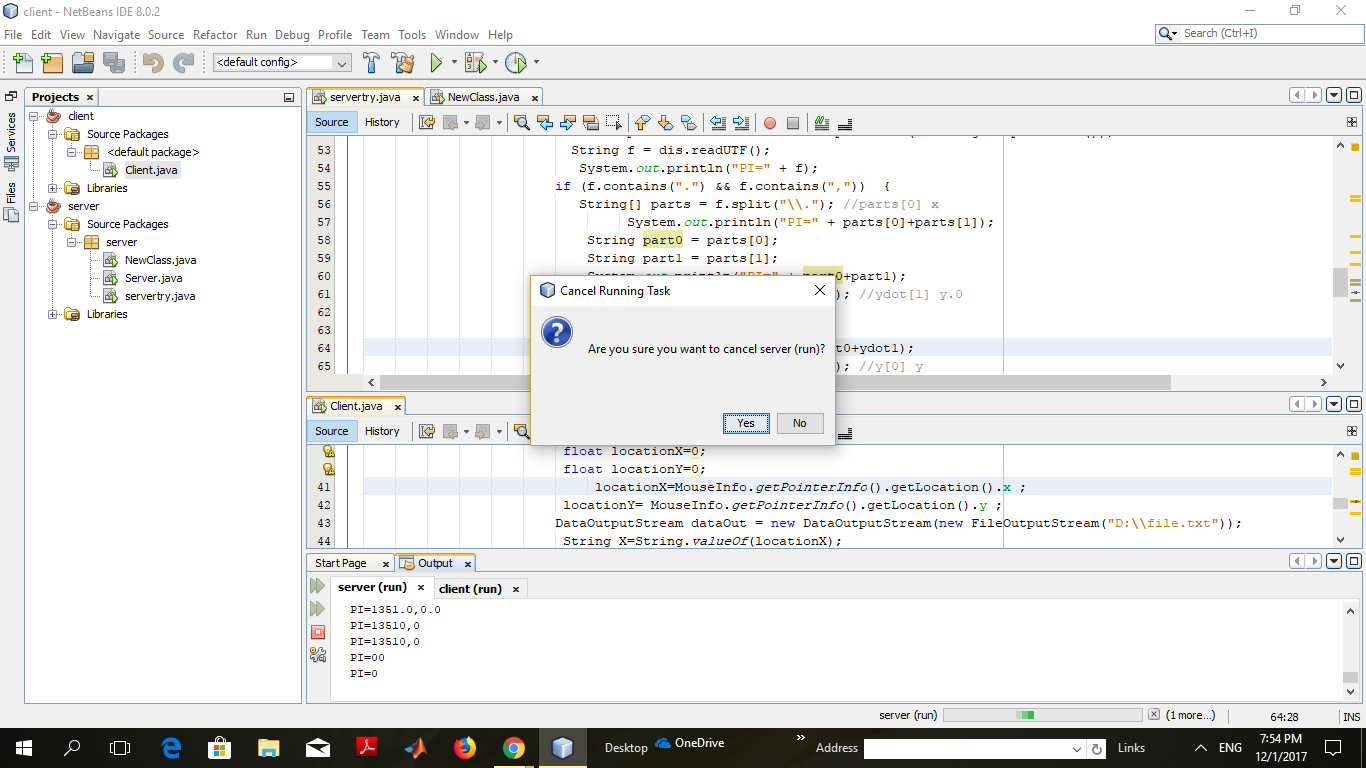 client - NetBeans IDE 8.0.2
File Edit View Navigate Source Refactor Run Debug Profile Team Tools Window Help
Search (Ctrl+I)
<default config>
Projects
Services
Files
client
Source Packages
<default package>
Client.java
Libraries
server
Source Packages
server
NewClass.java
Server.java
servertry.java
Libraries
servertry.java NewClass.java
Source History
53 String f = dis.readUTF();
54 System.out.println("PI=" + f);
55 if (f.contains(".") && f.contains(",")) {
56 String[] parts = f.split("\\."); //parts[0] x
57 System.out.println("PI=" + parts[0]+parts[1]);
58 String part0 = parts[0];
59 String part1 = parts[1];
60 System.out.println("PI=" + part0+part1);
61 ); //ydot[1] y.0
62
63
64 t0+ydot1);
65 ); //y[0] y
Cancel Running Task
Are you sure you want to cancel server (run)?
Yes No
Client.java
Source History
float locationX=0;
float locationY=0;
41 locationX=MouseInfo.getPointerInfo().getLocation().x ;
42 locationY= MouseInfo.getPointerInfo().getLocation().y ;
43 DataOutputStream dataOut = new DataOutputStream(new FileOutputStream("D:\\file.txt"));
44 String X=String.valueOf(locationX);
Start Page Output
server (run) client (run)
PI=1351.0,0.0
PI=13510,0
PI=13510,0
PI=00
PI=0
server (run) (1 more...) 64:28 INS
Desktop OneDrive Address Links ENG 7:54 PM
12/1/2017